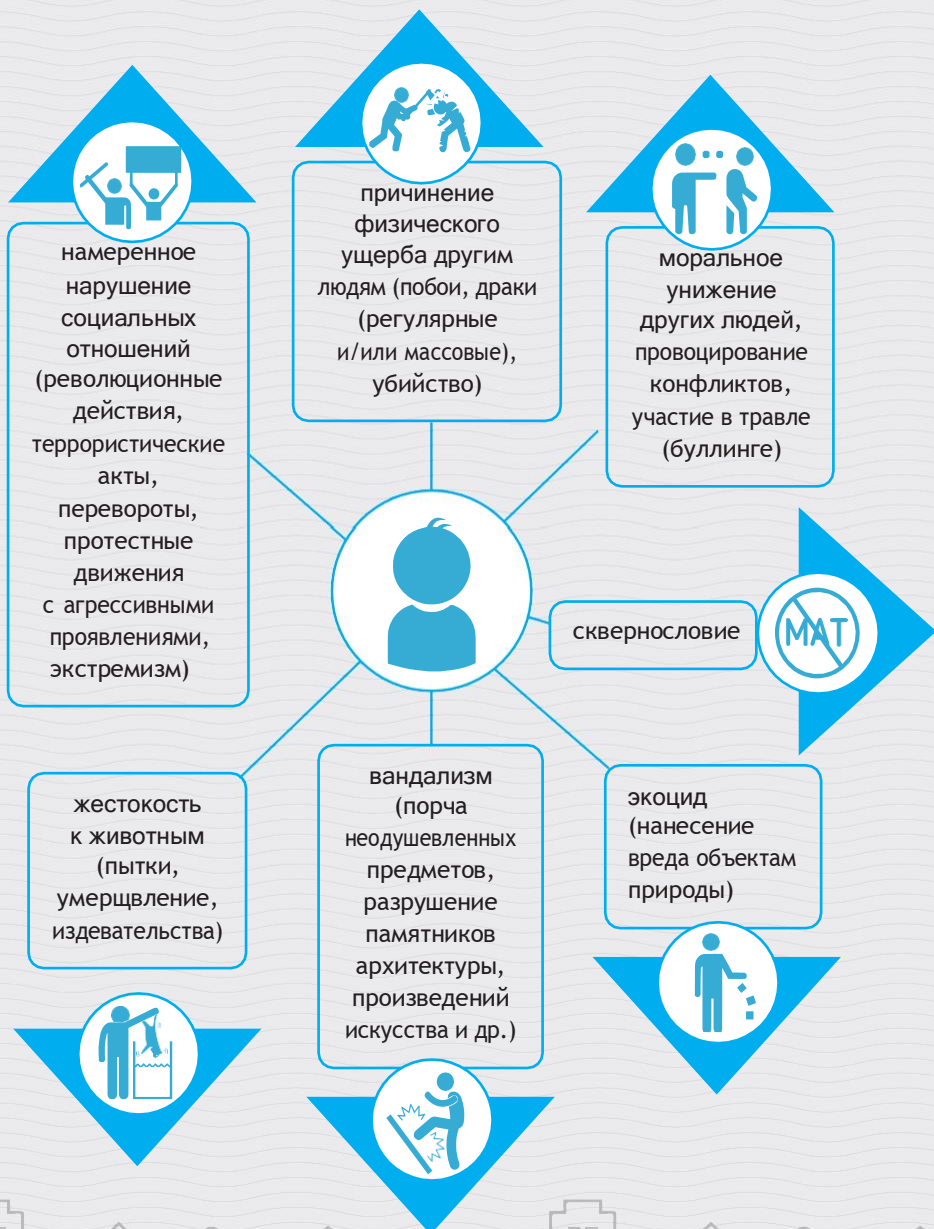 намеренное
нарушение
социальных
отношений
(революционные
действия,
террористические
акты,
перевороты,
протестные
движения
с агрессивными
проявлениями,
экстремизм)
причинение
физического
ущерба другим
людям (побои, драки
(регулярные
и/или массовые),
убийство)
моральное
унижение
других людей,
провоцирование
конфликтов,
участие в травле
(буллинге)
сквернословие
МАТ
жестокость
к животным
(пытки,
умерщвление,
издевательства)
вандализм
(порча
неодушевленных
предметов,
разрушение
памятников
архитектуры,
произведений
искусства и др.)
экоцид
(нанесение
вреда объектам
природы)